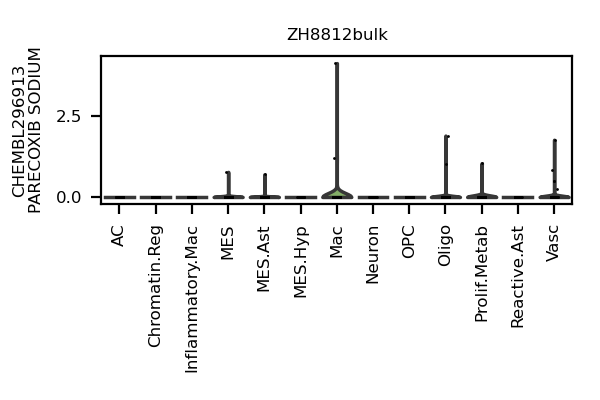 ZH8812bulk
CHEMBL296913
PARECOXIB SODIUM
2.5
0.0
AC
Chromatin.Reg
Inflammatory.Mac
MES
MES.Ast
MES.Hyp
Mac
Neuron
OPC
Oligo
Prolif.Metab
Reactive.Ast
Vasc